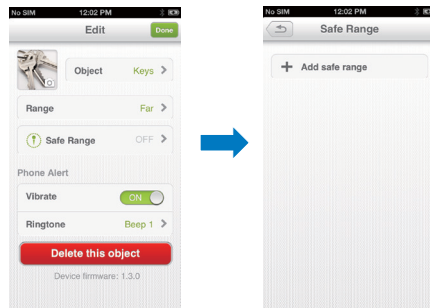 No SIM 12:02 PM
Edit Done
Object Keys
Range Far
Safe Range OFF
Phone Alert
Vibrate ON
Ringtone Beep 1
Delete this object
Device firmware: 1.3.0
No SIM 12:02 PM
Safe Range
Add safe range